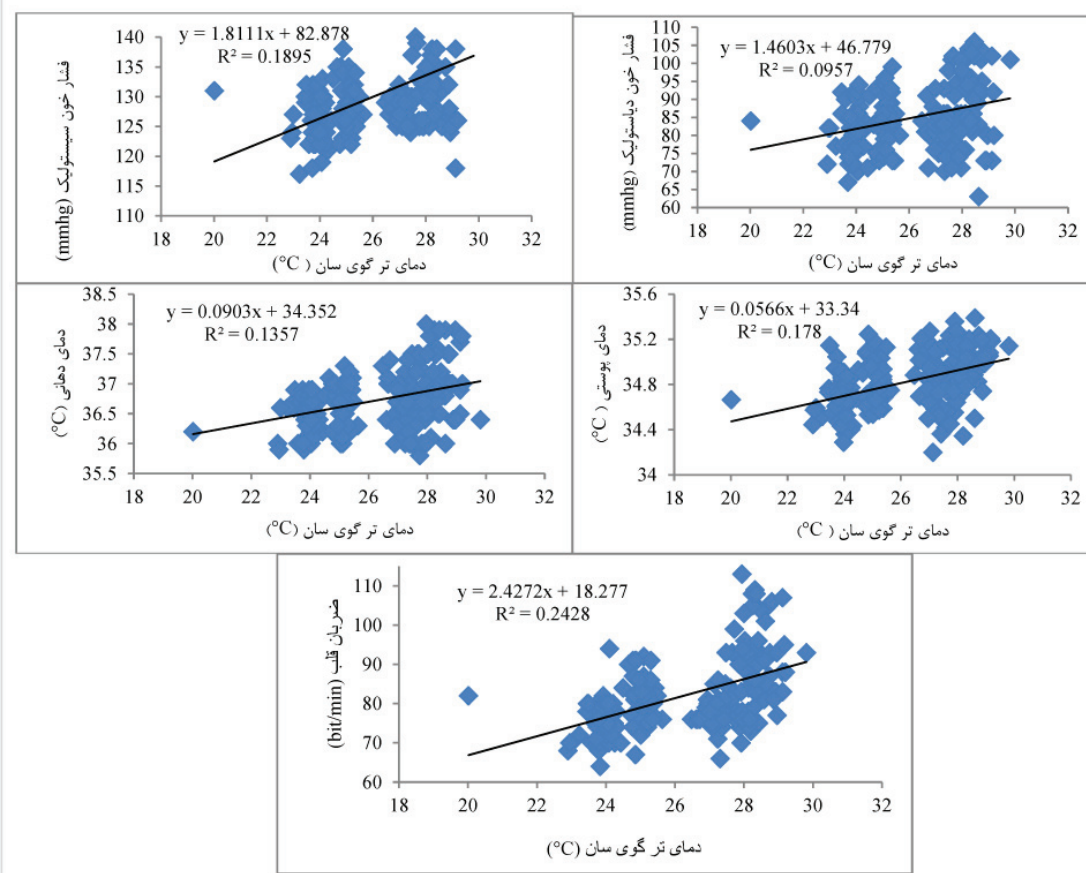 y = 1.8111x + 82.878
R² = 0.1895
فشار خون سیستولیک (mmhg)
140
135
130
125
120
115
110
18 20 22 24 26 28 30 32
دمای تر گوی سان (°C)
y = 1.4603x + 46.779
R² = 0.0957
فشار خون دیاستولیک (mmhg)
105
100
95
90
85
80
75
70
65
60
18 20 22 24 26 28 30 32
دمای تر گوی سان (°C)
y = 0.0903x + 34.352
R² = 0.1357
دمای دهانی (°C)
38.5
38
37.5
37
36.5
36
35.5
18 20 22 24 26 28 30 32
دمای تر گوی سان (°C)
y = 0.0566x + 33.34
R² = 0.178
دمای پوستی (°C)
35.6
35.2
34.8
34.4
34
18 20 22 24 26 28 30 32
دمای تر گوی سان (°C)
y = 2.4272x + 18.277
R² = 0.2428
ضربان قلب (bit/min)
110
100
90
80
70
60
18 20 22 24 26 28 30 32
دمای تر گوی سان (°C)